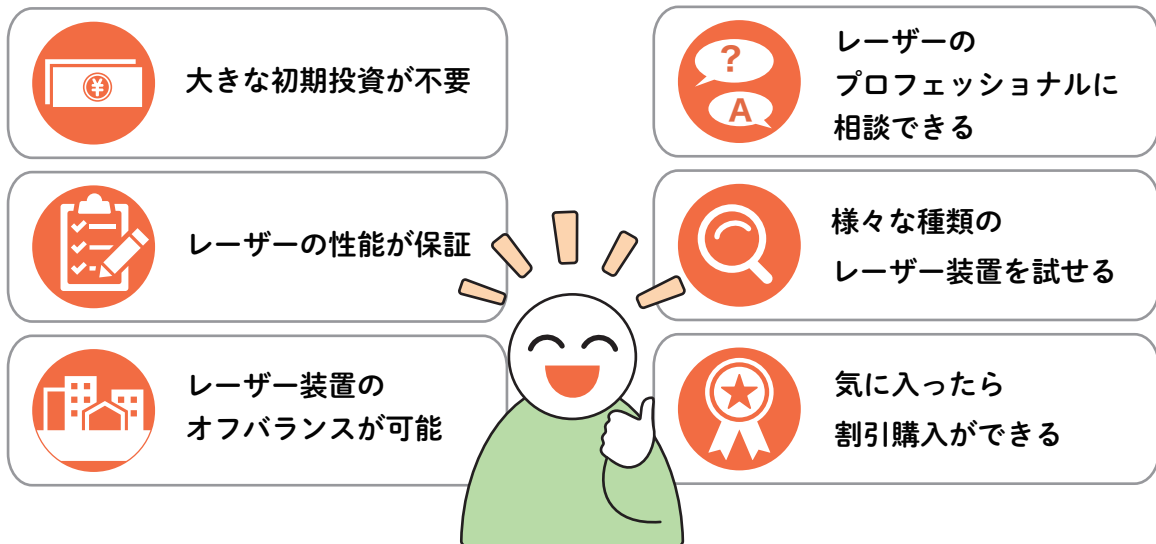 大きな初期投資が不要
レーザーの性能が保証
レーザー装置の
オフバランスが可能
?
A
レーザーの
プロフェッショナルに
相談できる
様々な種類の
レーザー装置を試せる
気に入ったら
割引購入ができる
¥